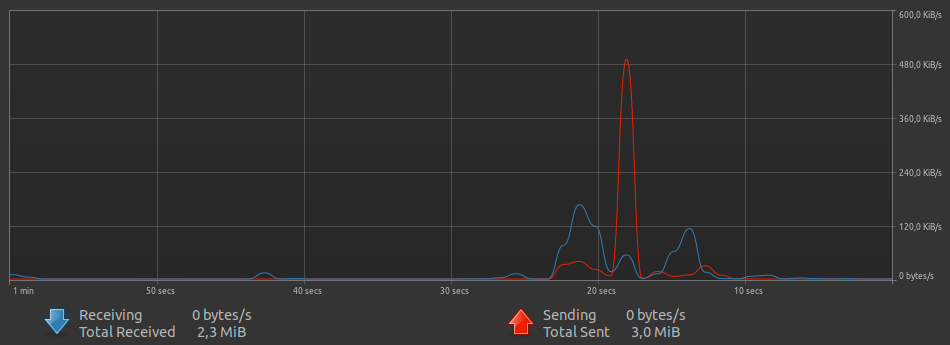 600,0 KiB/s
480,0 KiB/s
360,0 KiB/s
240,0 KiB/s
120,0 KiB/s
0 bytes/s
1 min 50 secs 40 secs 30 secs 20 secs 10 secs
Receiving 0 bytes/s Sending 0 bytes/s
Total Received 2,3 MiB Total Sent 3,0 MiB